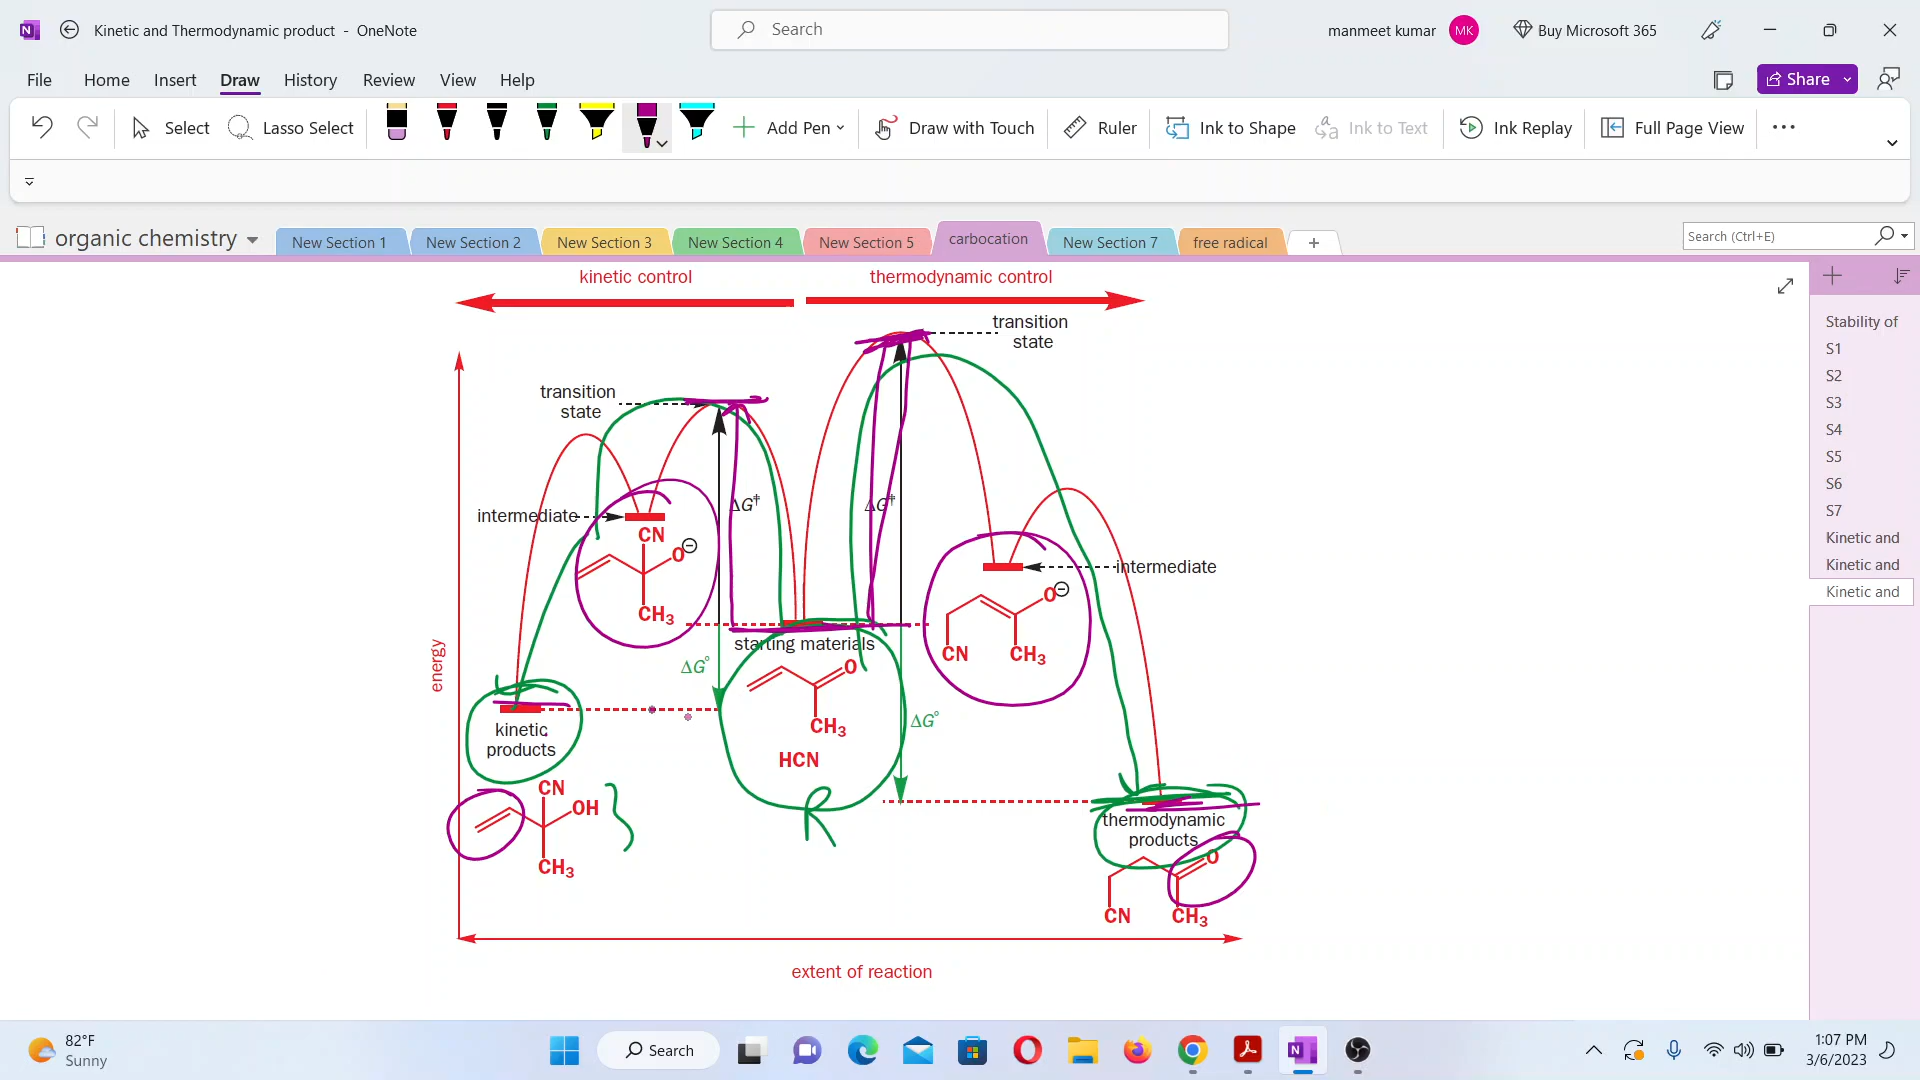 Kinetic and Thermodynamic product - OneNote
Search
manmeet kumar
MK
Buy Microsoft 365
File
Home
Insert
Draw
History
Review
View
Help
Share
Select
Lasso Select
Add Pen
Draw with Touch
Ruler
Ink to Shape
Ink to Text
Ink Replay
Full Page View
organic chemistry
New Section 1
New Section 2
New Section 3
New Section 4
New Section 5
carbocation
New Section 7
free radical
+
Search (Ctrl+E)
Stability of
S1
S2
S3
S4
S5
S6
S7
Kinetic and
Kinetic and
Kinetic and
kinetic control
thermodynamic control
transition
state
transition
state
ΔG‡
ΔG‡
intermediate
CN
O⊖
CH3
intermediate
O⊖
CN
CH3
energy
starting materials
O
CH3
HCN
R
ΔG°
ΔG°
kinetic
products
CN
OH
CH3
thermodynamic
products
O
CN
CH3
extent of reaction
82°F
Sunny
Search
1:07 PM
3/6/2023